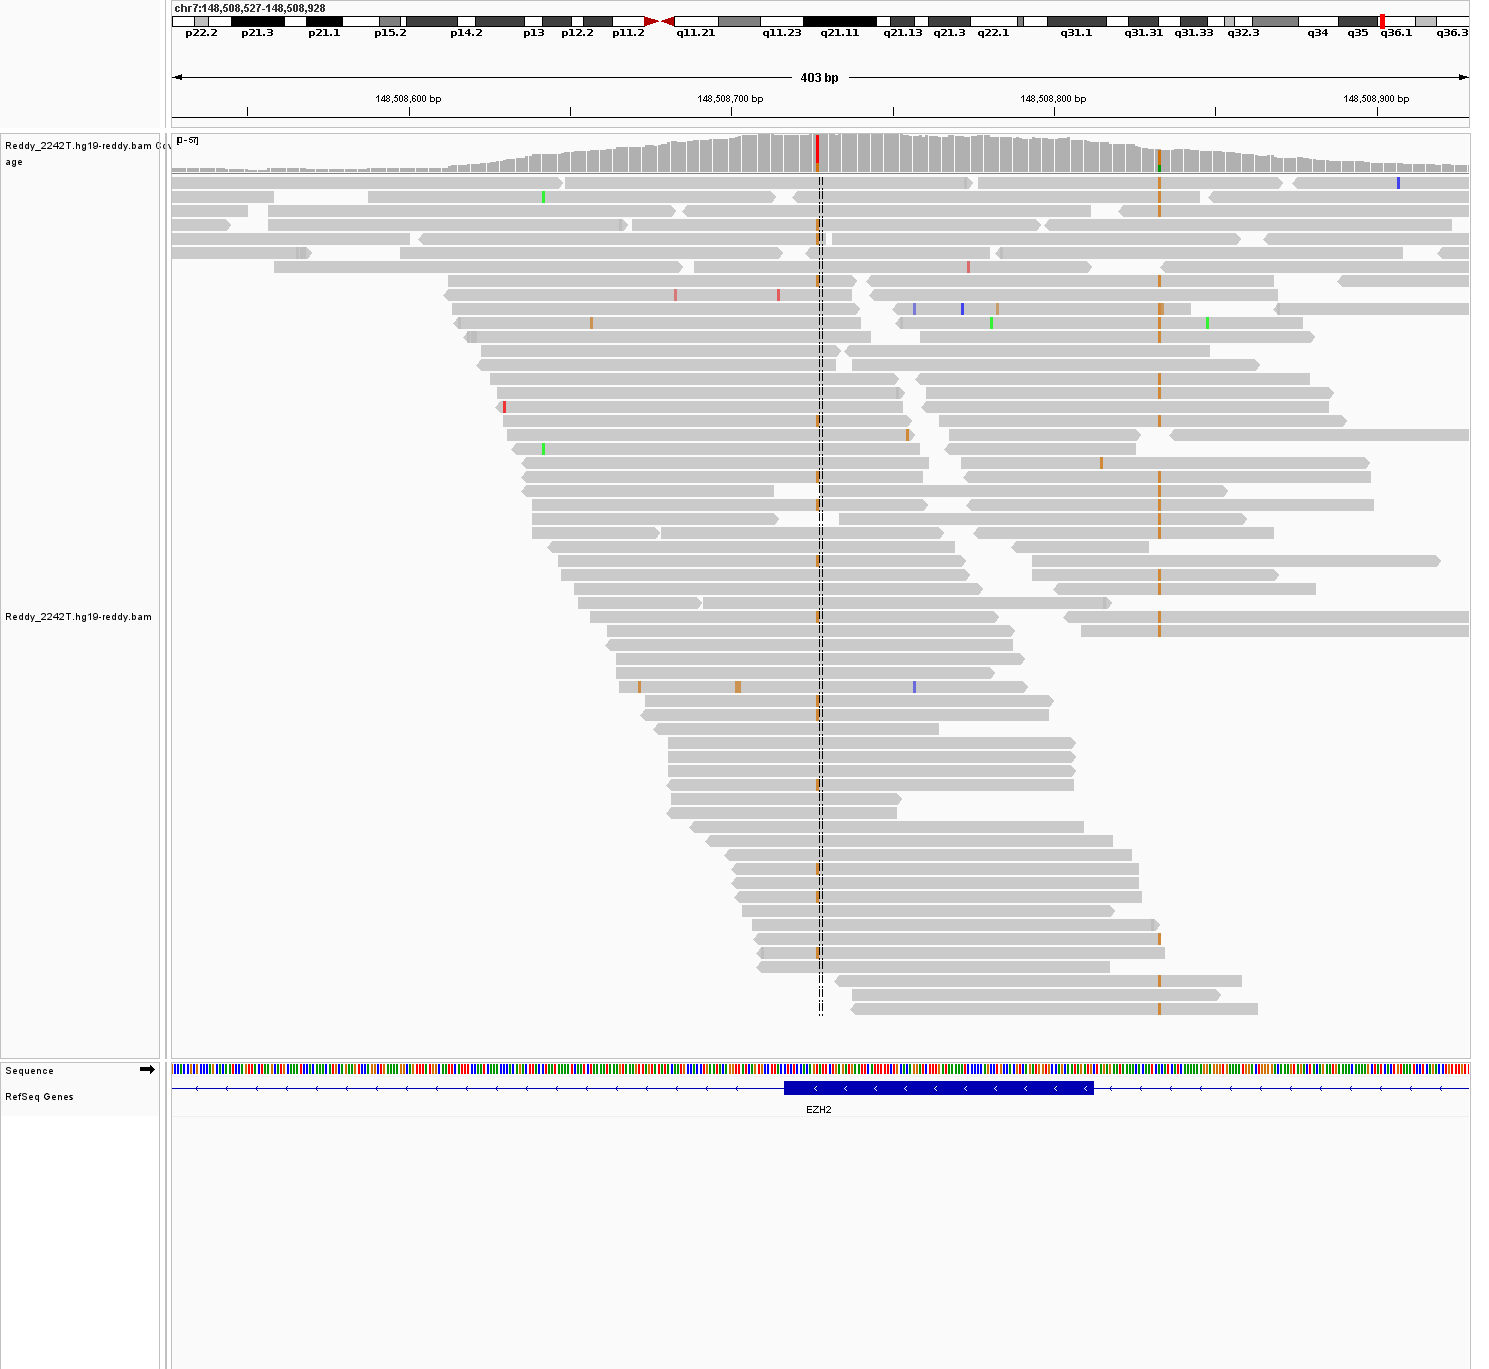 chr7:148,508,527-148,508,928
p22.2 p21.3 p21.1 p15.2 p14.2 p13 p12.2 p11.2 q11.21 q11.23 q21.11 q21.13 q21.3 q22.1 q31.1 q31.31 q31.33 q32.3 q34 q35 q36.1 q36.3
403 bp
148,508,600 bp 148,508,700 bp 148,508,800 bp 148,508,900 bp
[0-57]
Reddy_2242T.hg19-reddy.bam Cov
age
Reddy_2242T.hg19-reddy.bam
Sequence
RefSeq Genes
EZH2